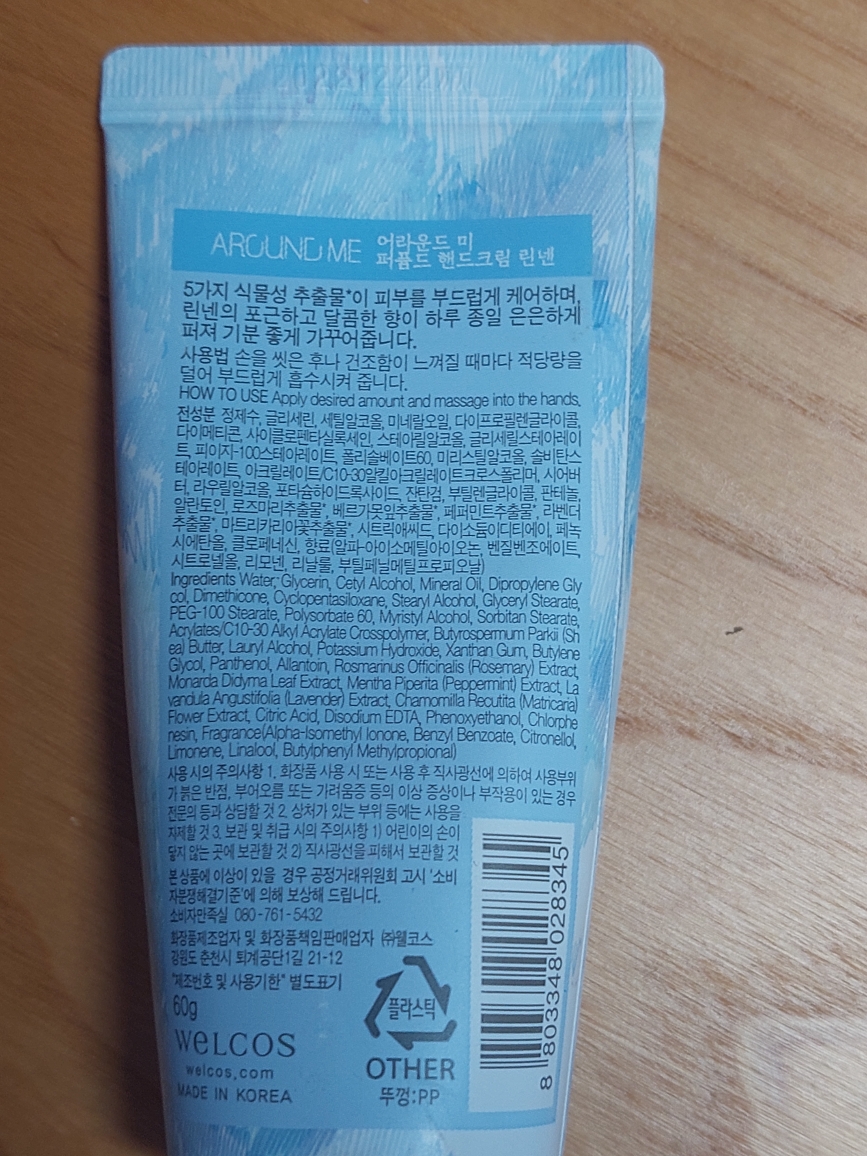 AROUND ME 어라운드 미
퍼퓸드 핸드크림 린넨
5가지 식물성 추출물*이 피부를 부드럽게 케어하며,
린넨의 포근하고 달콤한 향이 하루 종일 은은하게
퍼져 기분 좋게 가꾸어줍니다.
사용법 손을 씻은 후나 건조함이 느껴질 때마다 적당량을
덜어 부드럽게 흡수시켜 줍니다.
HOW TO USE Apply desired amount and massage into the hands.
전성분 정제수, 글리세린, 세틸알코올, 미네랄오일, 다이프로필렌글라이콜,
다이메티콘, 사이클로펜타실록세인, 스테아릴알코올, 글리세릴스테아레이
트, 피이지-100스테아레이트, 폴리솔베이트60, 미리스틸알코올, 솔비탄스
테아레이트, 아크릴레이트/C10-30알킬아크릴레이트크로스폴리머, 시어버
터, 라우릴알코올, 포타슘하이드록사이드, 잔탄검, 부틸렌글라이콜, 판테놀,
알란토인, 로즈마리추출물*, 베르가못잎추출물*, 페퍼민트추출물*, 라벤더
추출물*, 마트리카리아꽃추출물*, 시트릭애씨드, 다이소듐이디티에이, 페녹
시에탄올, 클로페네신, 향료(알파-아이소메틸아이오논, 벤질벤조에이트,
시트로넬올, 리모넨, 리날룰, 부틸페닐메틸프로피오날)
Ingredients Water, Glycerin, Cetyl Alcohol, Mineral Oil, Dipropylene Gly
col, Dimethicone, Cyclopentasiloxane, Stearyl Alcohol, Glyceryl Stearate,
PEG-100 Stearate, Polysorbate 60, Myristyl Alcohol, Sorbitan Stearate,
Acrylates/C10-30 Alkyl Acrylate Crosspolymer, Butyrospermum Parkii (Sh
ea) Butter, Lauryl Alcohol, Potassium Hydroxide, Xanthan Gum, Butylene
Glycol, Panthenol, Allantoin, Rosmarinus Officinalis (Rosemary) Extract,
Monarda Didyma Leaf Extract, Mentha Piperita (Peppermint) Extract, La
vandula Angustifolia (Lavender) Extract, Chamomilla Recutita (Matricaria)
Flower Extract, Citric Acid, Disodium EDTA, Phenoxyethanol, Chlorphe
nesin, Fragrance(Alpha-Isomethyl Ionone, Benzyl Benzoate, Citronellol,
Limonene, Linalool, Butylphenyl Methylpropional)
사용 시의 주의사항 1. 화장품 사용 시 또는 사용 후 직사광선에 의하여 사용부위
가 붉은 반점, 부어오름 또는 가려움증 등의 이상 증상이나 부작용이 있는 경우
전문의 등과 상담할 것 2. 상처가 있는 부위 등에는 사용을
자제할 것 3. 보관 및 취급 시의 주의사항 1) 어린이의 손이
닿지 않는 곳에 보관할 것 2) 직사광선을 피해서 보관할 것
본 상품에 이상이 있을 경우 공정거래위원회 고시 '소비
자분쟁해결기준'에 의해 보상해 드립니다.
소비자만족실 080-761-5432
화장품제조업자 및 화장품책임판매업자 ㈜웰코스
강원도 춘천시 퇴계공단1길 21-12
"제조번호 및 사용기한" 별도표기
60g
WELCOS
welcos.com
MADE IN KOREA
플라스틱
OTHER
뚜껑:PP
8 803348 028345